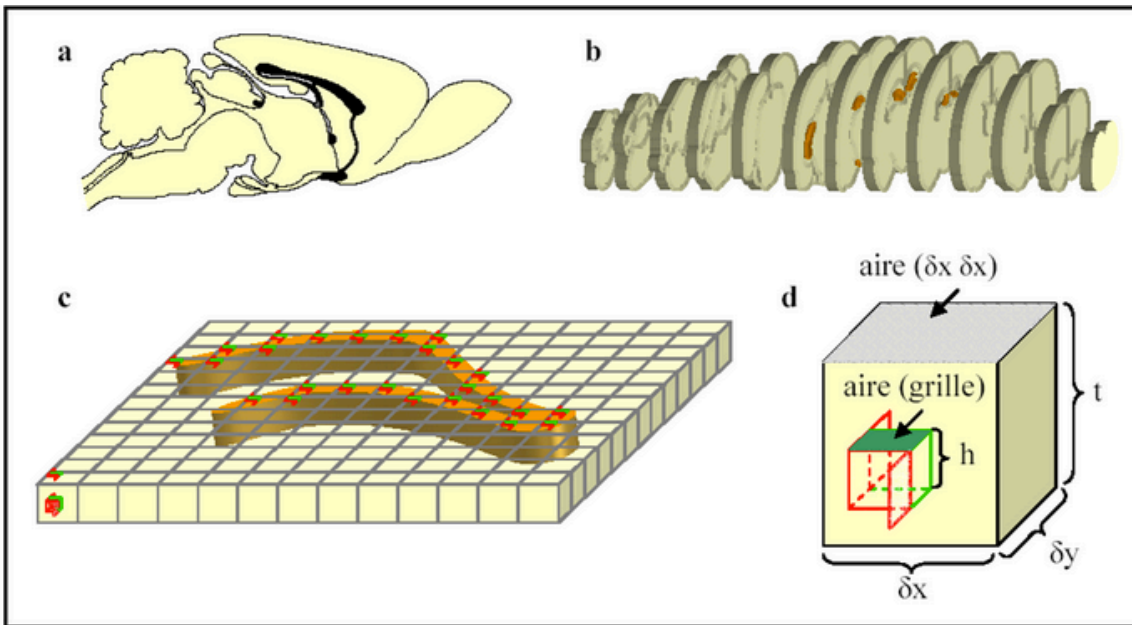 a
b
c
d
aire (δx δx)
aire (grille)
t
h
δy
δx